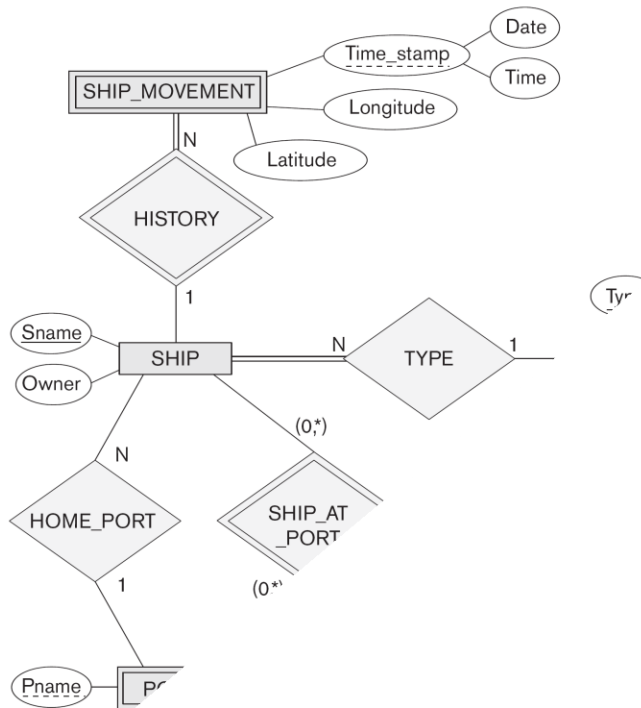 Date
Time_stamp
SHIP_MOVEMENT
Time
Longitude
N
Latitude
HISTORY
1
Sname
SHIP
N
TYPE
1
Owner
(0,*)
N
HOME_PORT
SHIP_AT
_PORT
1
(0,*)
Pname